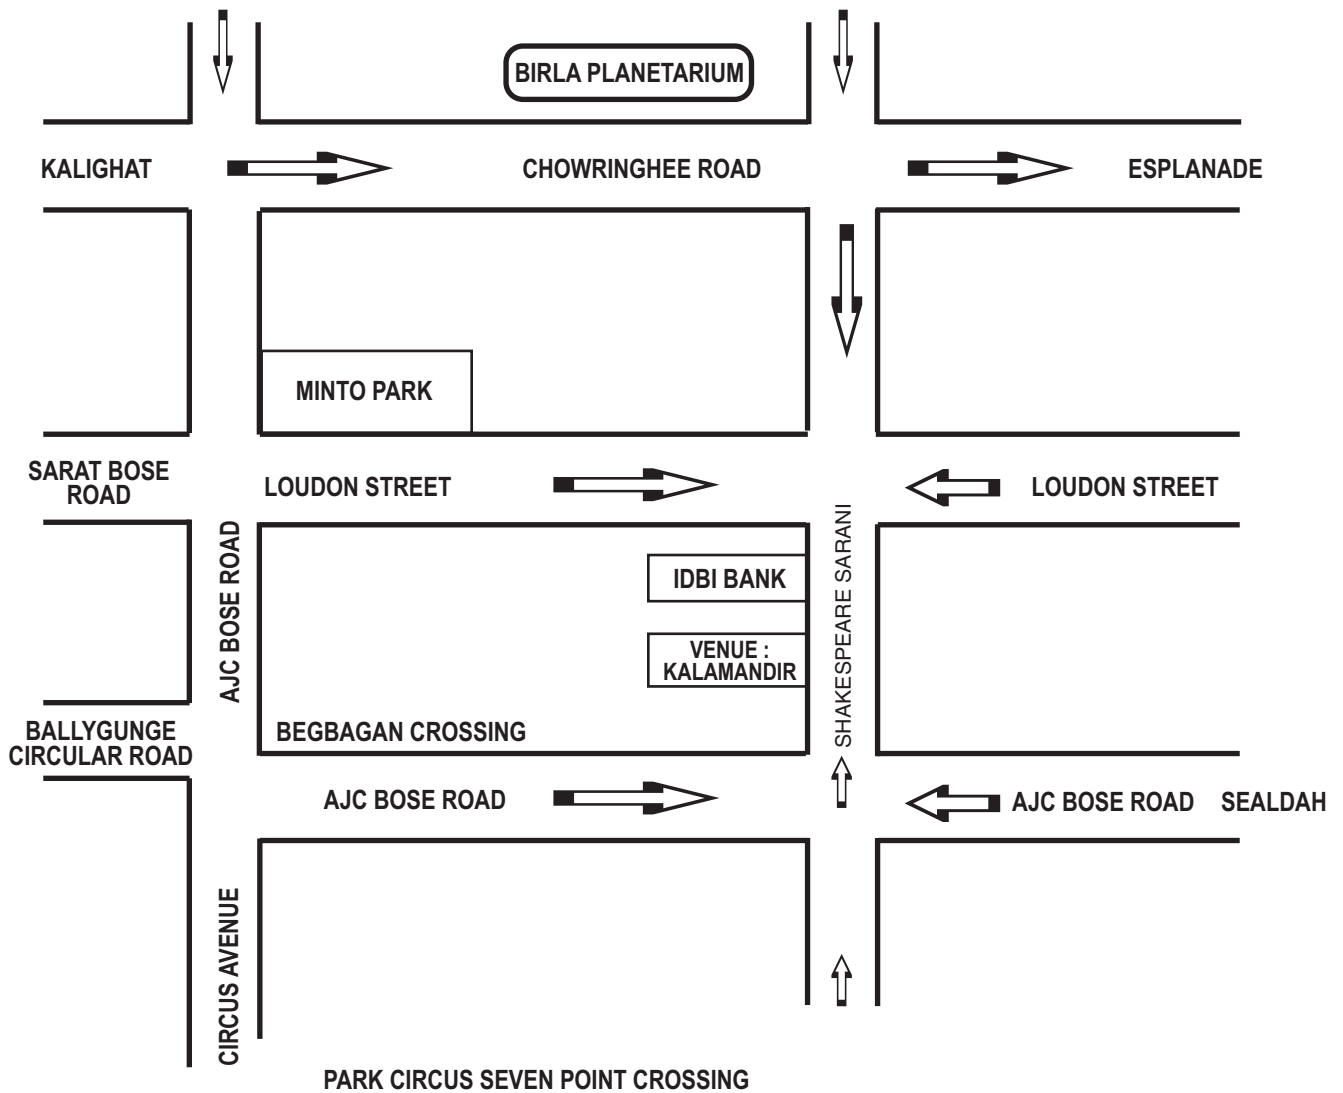 BIRLA PLANETARIUM
KALIGHAT
CHOWRINGHEE ROAD
ESPLANADE
MINTO PARK
SARAT BOSE
ROAD
LOUDON STREET
LOUDON STREET
AJC BOSE ROAD
SHAKESPEARE SARANI
IDBI BANK
VENUE :
KALAMANDIR
BALLYGUNGE
CIRCULAR ROAD
BEGBAGAN CROSSING
AJC BOSE ROAD
AJC BOSE ROAD
SEALDAH
CIRCUS AVENUE
PARK CIRCUS SEVEN POINT CROSSING